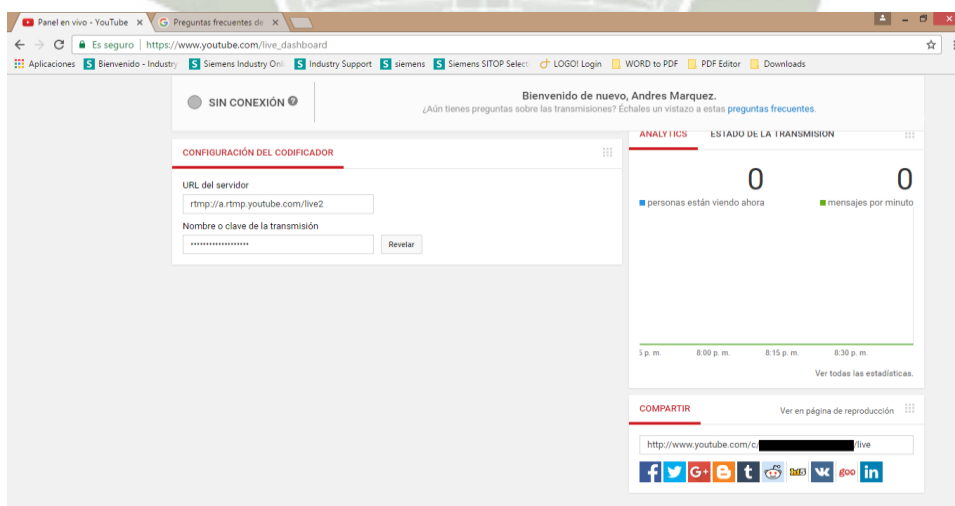 Panel en vivo - YouTube
Preguntas frecuentes de
Es seguro | https://www.youtube.com/live_dashboard
Aplicaciones Bienvenido - Industry Siemens Industry Onl Industry Support siemens Siemens SITOP Select LOGO! Login WORD to PDF PDF Editor Downloads
SIN CONEXIÓN
Bienvenido de nuevo, Andres Marquez.
¿Aún tienes preguntas sobre las transmisiones? Échales un vistazo a estas preguntas frecuentes.
CONFIGURACIÓN DEL CODIFICADOR
URL del servidor
rtmp://a.rtmp.youtube.com/live2
Nombre o clave de la transmisión
Revelar
ANALYTICS ESTADO DE LA TRANSMISIÓN
0 0
personas están viendo ahora mensajes por minuto
5 p. m. 8:00 p. m. 8:15 p. m. 8:30 p. m.
Ver todas las estadísticas.
COMPARTIR Ver en página de reproducción
http://www.youtube.com/c/ /live
goo